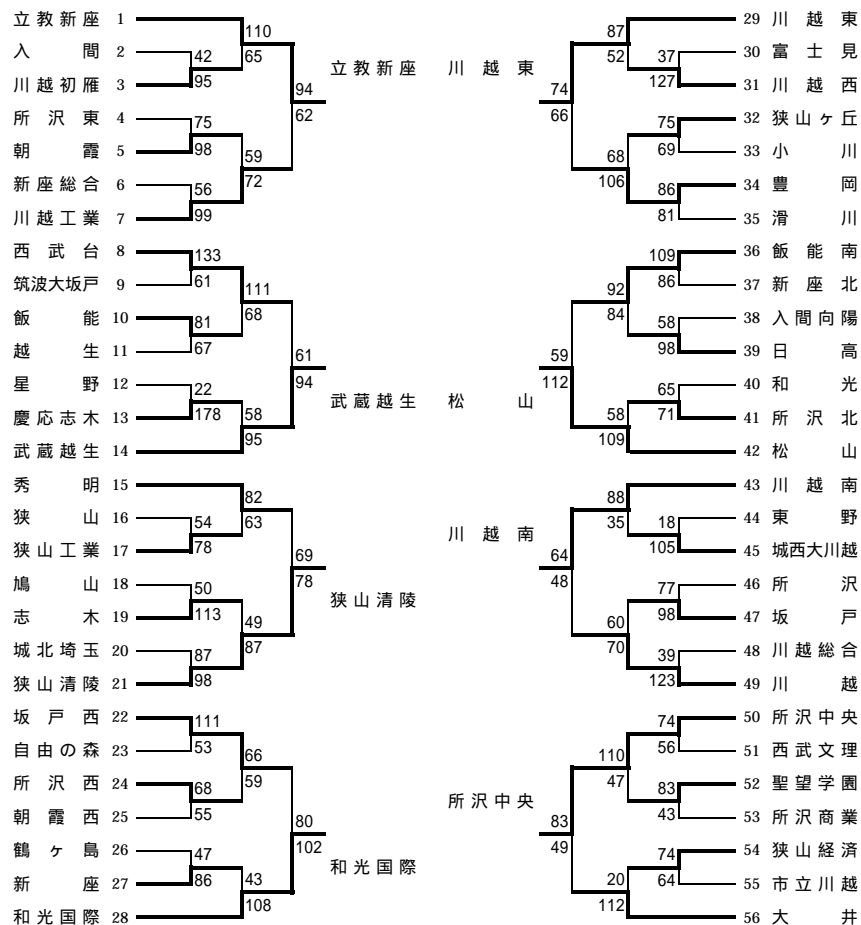 立教新座 1
110
入間 2
42
65
川越初雁 3
95
立教新座
94
所沢東 4
75
62
朝霞 5
98
59
新座総合 6
56
72
川越工業 7
99
西武台 8
133
筑波大坂戸 9
61
111
飯能 10
81
68
越生 11
67
61
星野 12
22
94
武蔵越生
慶応志木 13
178
58
武蔵越生 14
95
秀明 15
82
狭山 16
54
63
狭山工業 17
78
69
鳩山 18
50
78
狭山清陵
志木 19
113
49
城北埼玉 20
87
87
狭山清陵 21
98
坂戸西 22
111
自由の森 23
53
66
所沢西 24
68
59
朝霞西 25
55
80
鶴ヶ島 26
47
102
和光国際
新座 27
86
43
和光国際 28
108
29 川越東
87
30 富士見
37
52
31 川越西
127
川越東
74
32 狭山ヶ丘
75
66
33 小川
69
68
34 豊岡
86
106
35 滑川
81
36 飯能南
109
37 新座北
86
92
38 入間向陽
58
84
39 日高
98
59
40 和光
65
112
松山
41 所沢北
71
58
42 松山
109
43 川越南
88
44 東野
18
35
川越南
45 城西大川越
105
64
46 所沢
77
48
47 坂戸
98
60
48 川越総合
39
70
49 川越
123
50 所沢中央
74
51 西武文理
56
110
52 聖望学園
83
47
所沢中央
53 所沢商業
43
83
54 狭山経済
74
49
55 市立川越
64
20
56 大井
112